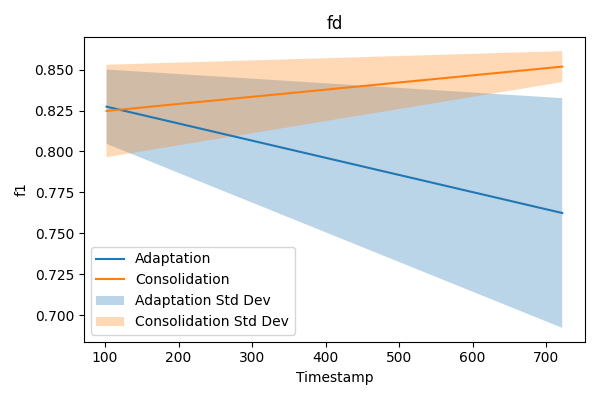 fd
f1
0.850
0.825
0.800
0.775
0.750
0.725
0.700
Adaptation
Consolidation
Adaptation Std Dev
Consolidation Std Dev
100 200 300 400 500 600 700
Timestamp